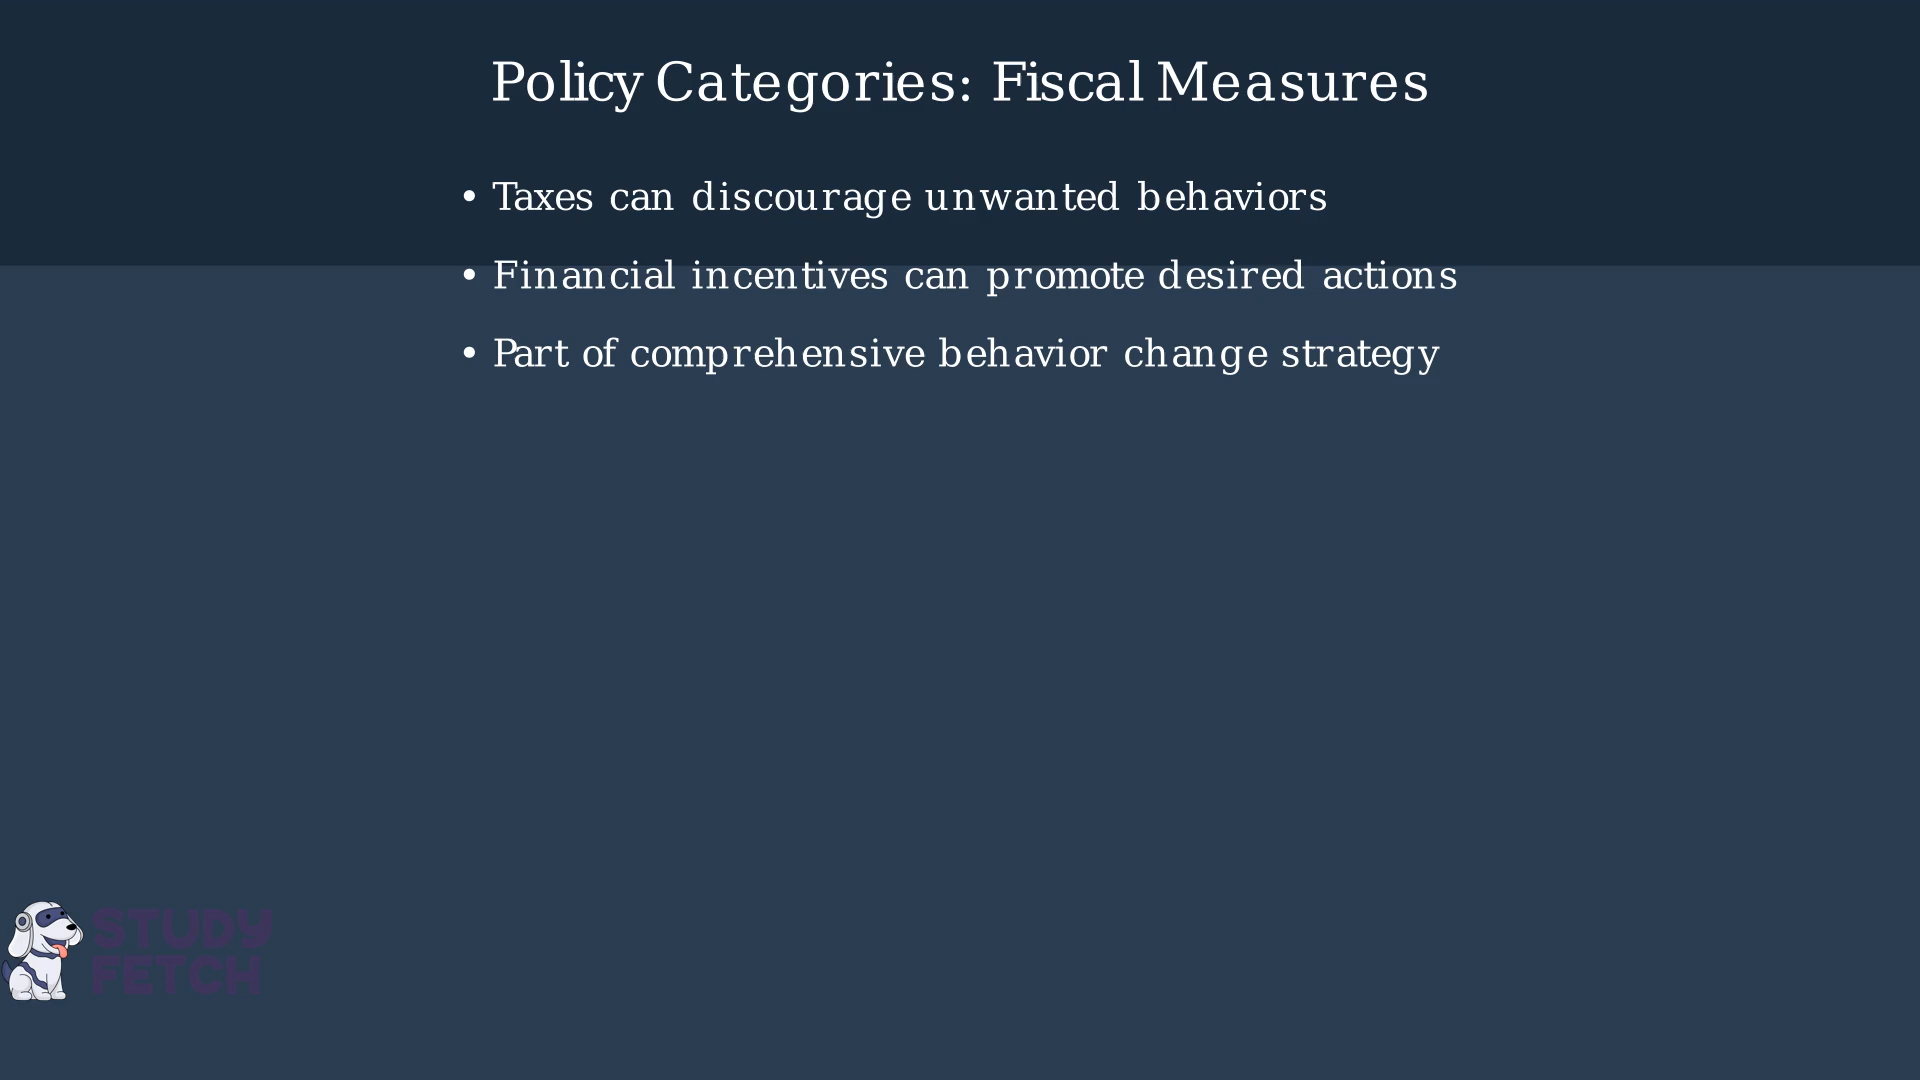 Policy Categories: Fiscal Measures
• Taxes can discourage unwanted behaviors
• Financial incentives can promote desired actions
• Part of comprehensive behavior change strategy
STUDY
FETCH